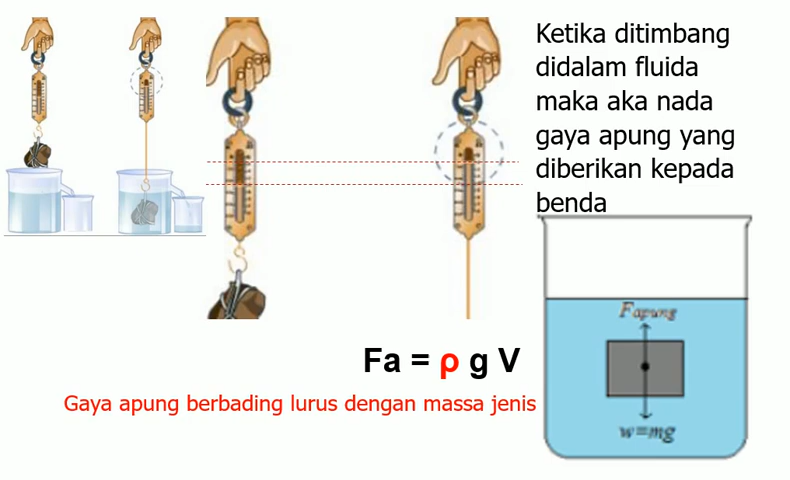 Ketika ditimbang
didalam fluida
maka aka nada
gaya apung yang
diberikan kepada
benda
Fapung
w=mg
Fa = ρ g V
Gaya apung berbading lurus dengan massa jenis